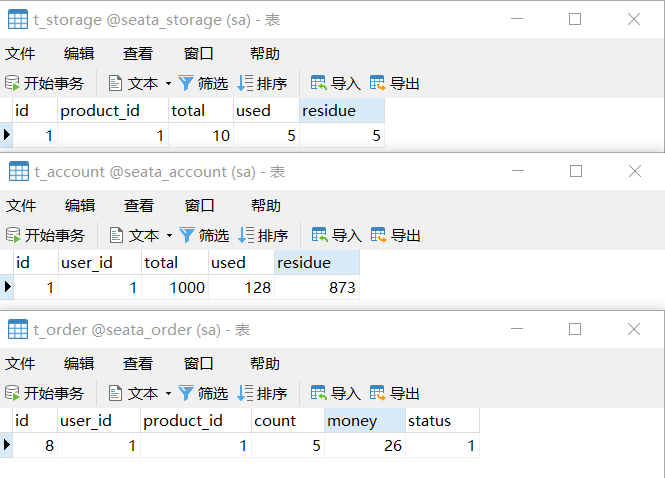 t_storage @seata_storage (sa) - 表
文件 编辑 查看 窗口 帮助
开始事务 文本 筛选 排序 导入 导出
id product_id total used residue
1 1 10 5 5
t_account @seata_account (sa) - 表
文件 编辑 查看 窗口 帮助
开始事务 文本 筛选 排序 导入 导出
id user_id total used residue
1 1 1000 128 873
t_order @seata_order (sa) - 表
文件 编辑 查看 窗口 帮助
开始事务 文本 筛选 排序 导入 导出
id user_id product_id count money status
8 1 1 5 26 1